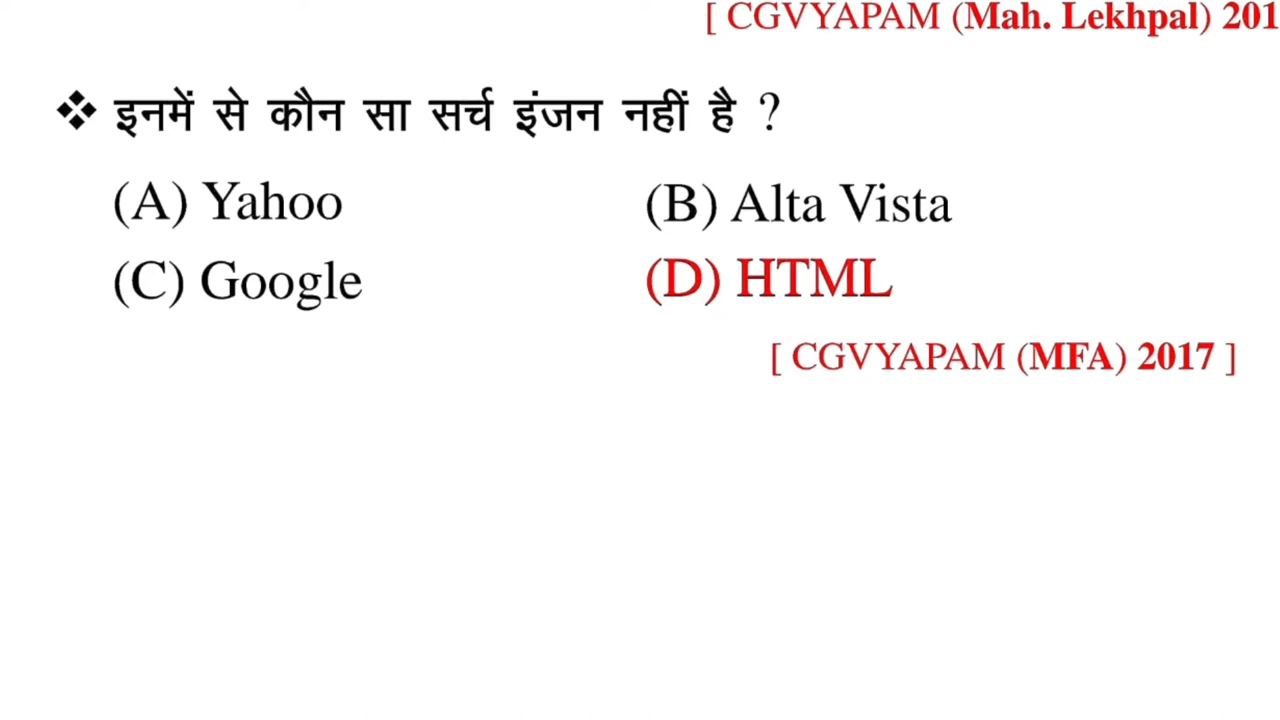 [ CGVYAPAM (Mah. Lekhpal) 201
❖ इनमें से कौन सा सर्च इंजन नहीं है ?
(A) Yahoo (B) Alta Vista
(C) Google (D) HTML
[ CGVYAPAM (MFA) 2017 ]